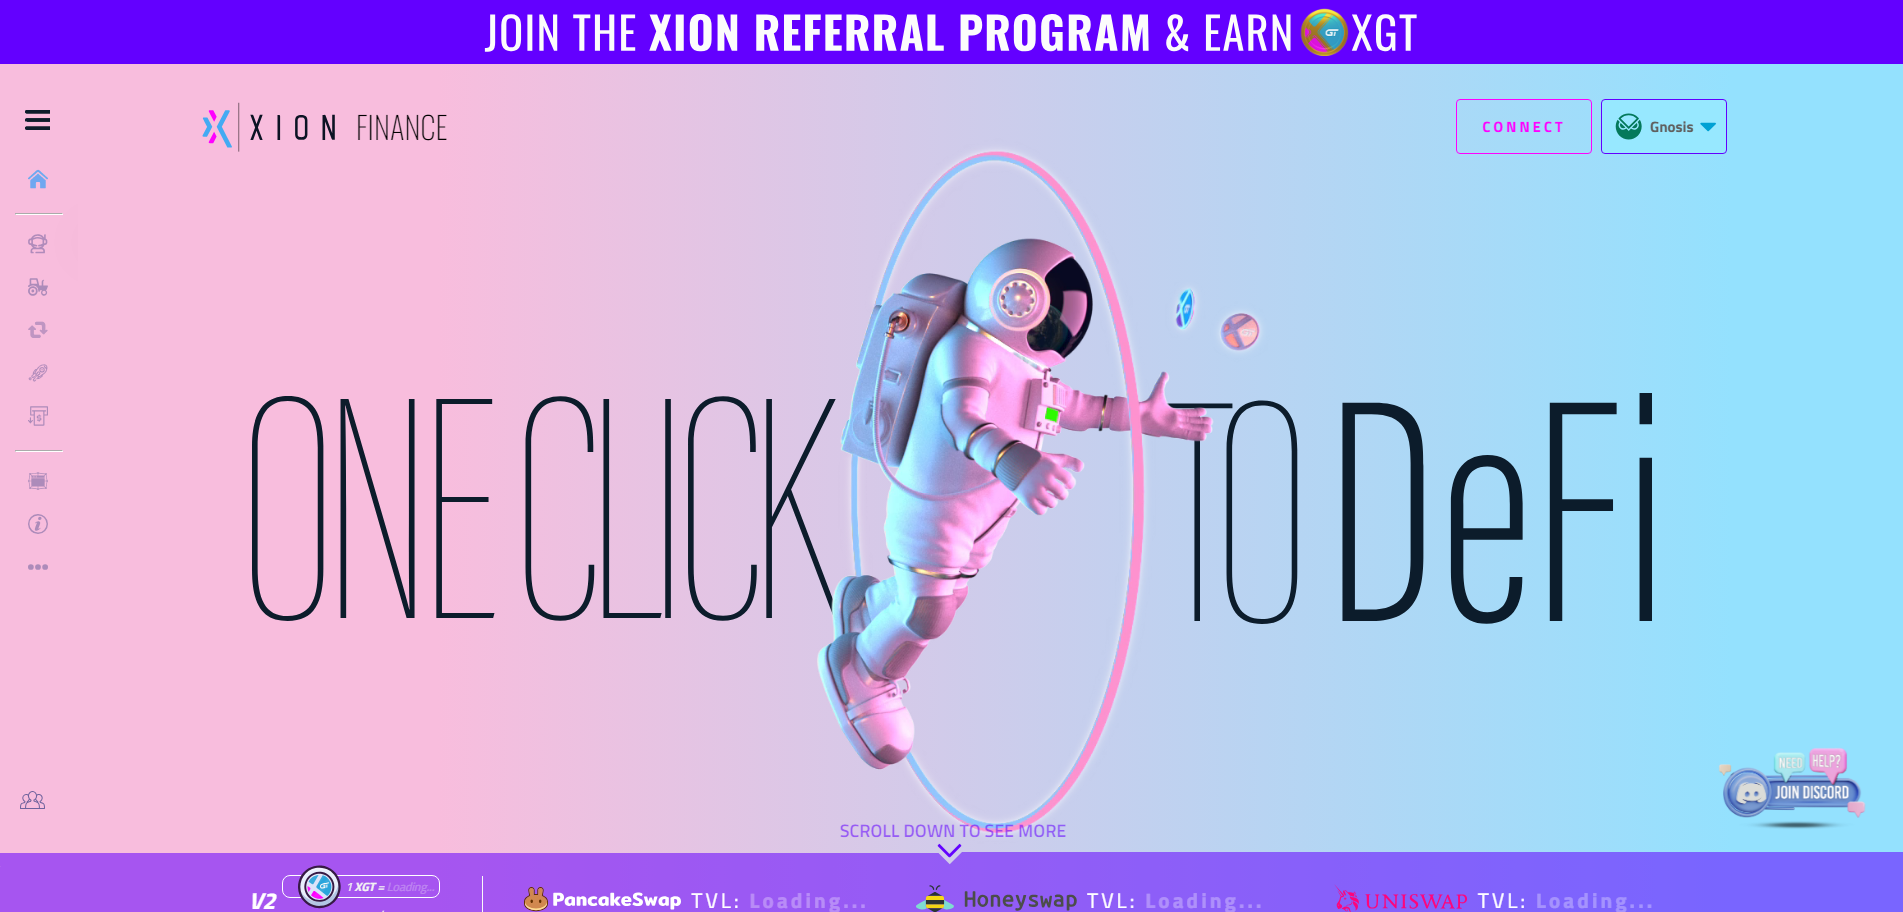 JOIN THE XION REFERRAL PROGRAM & EARN XGT
XION FINANCE
CONNECT
Gnosis
ONE CLICK TO DeFi
NEED HELP?
JOIN DISCORD
SCROLL DOWN TO SEE MORE
V2 1 XGT = Loading...
PancakeSwap TVL: Loading...
Honeyswap TVL: Loading...
UNISWAP TVL: Loading...